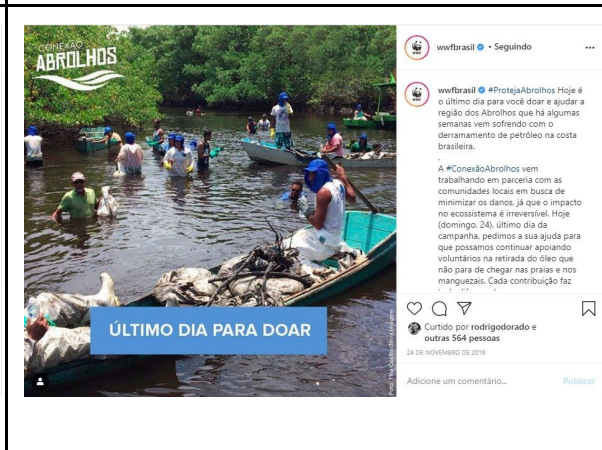 CONEXÃO
ABROLHOS
ÚLTIMO DIA PARA DOAR
wwfbrasil • Seguindo
wwfbrasil #ProtejaAbrolhos Hoje é
o último dia para você doar e ajudar a
região dos Abrolhos que há algumas
semanas vem sofrendo com o
derramamento de petróleo na costa
brasileira.
.
A #ConexãoAbrolhos vem
trabalhando em parceria com as
comunidades locais em busca de
minimizar os danos, já que o impacto
no ecossistema é irreversível. Hoje
(domingo, 24), último dia da
campanha, pedimos a sua ajuda para
que possamos continuar apoiando
voluntários na retirada do óleo que
não para de chegar nas praias e nos
manguezais. Cada contribuição faz
Curtido por rodrigodorado e
outras 564 pessoas
24 DE NOVEMBRO DE 2019
Adicione um comentário...
Publicar